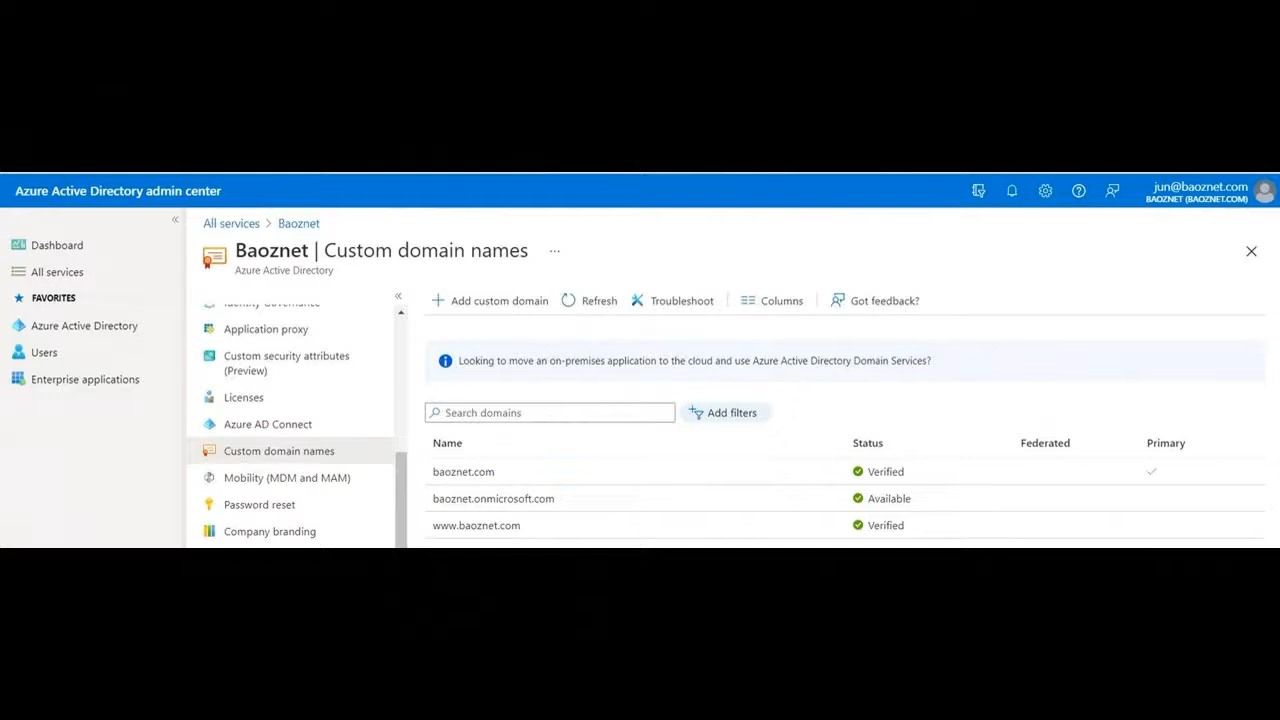 Azure Active Directory admin center
jun@baoznet.com
BAOZNET (BAOZNET.COM)
«
Dashboard
All services
FAVORITES
Azure Active Directory
Users
Enterprise applications
All services > Baoznet
Baoznet | Custom domain names ...
Azure Active Directory
«
Identity Governance
Application proxy
Custom security attributes
(Preview)
Licenses
Azure AD Connect
Custom domain names
Mobility (MDM and MAM)
Password reset
Company branding
+ Add custom domain Refresh Troubleshoot Columns Got feedback?
Looking to move an on-premises application to the cloud and use Azure Active Directory Domain Services?
Search domains Add filters
Name Status Federated Primary
baoznet.com Verified
baoznet.onmicrosoft.com Available
www.baoznet.com Verified